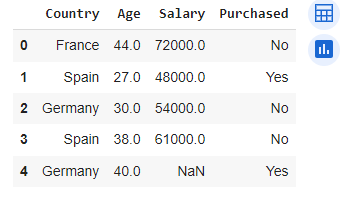 Country Age Salary Purchased
0 France 44.0 72000.0 No
1 Spain 27.0 48000.0 Yes
2 Germany 30.0 54000.0 No
3 Spain 38.0 61000.0 No
4 Germany 40.0 NaN Yes